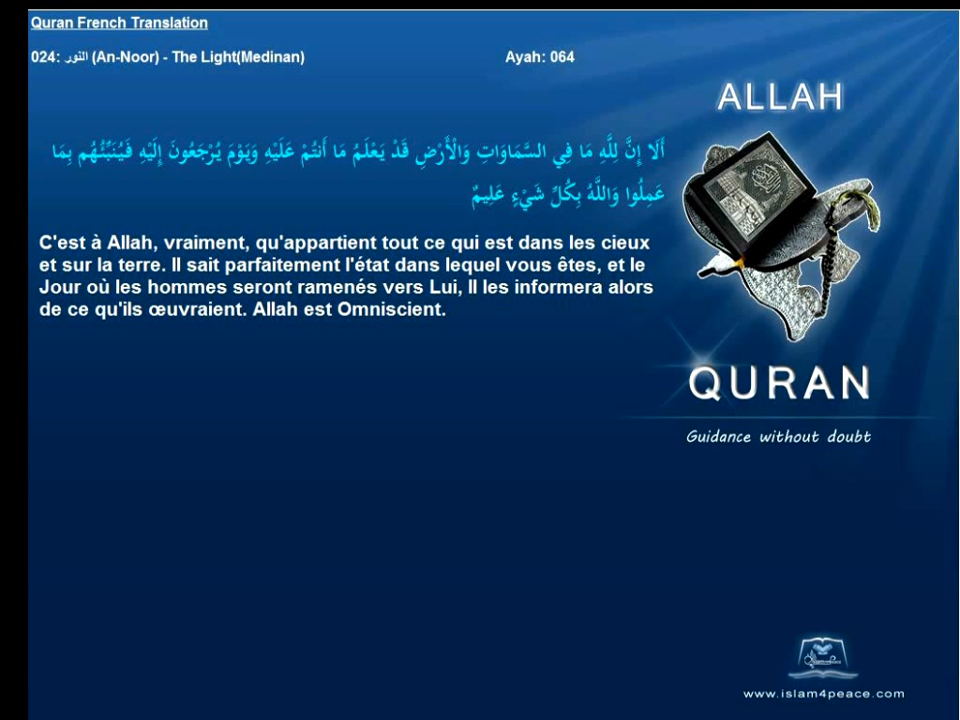 Quran French Translation
024: النور (An-Noor) - The Light(Medinan) Ayah: 064
ALLAH
أَلَا إِنَّ لِلَّهِ مَا فِي السَّمَاوَاتِ وَالْأَرْضِ قَدْ يَعْلَمُ مَا أَنتُمْ عَلَيْهِ وَيَوْمَ يُرْجَعُونَ إِلَيْهِ فَيُنَبِّئُهُم بِمَا
عَمِلُوا وَاللَّهُ بِكُلِّ شَيْءٍ عَلِيمٌ
C'est à Allah, vraiment, qu'appartient tout ce qui est dans les cieux
et sur la terre. Il sait parfaitement l'état dans lequel vous êtes, et le
Jour où les hommes seront ramenés vers Lui, Il les informera alors
de ce qu'ils œuvraient. Allah est Omniscient.
QURAN
Guidance without doubt
www.islam4peace.com